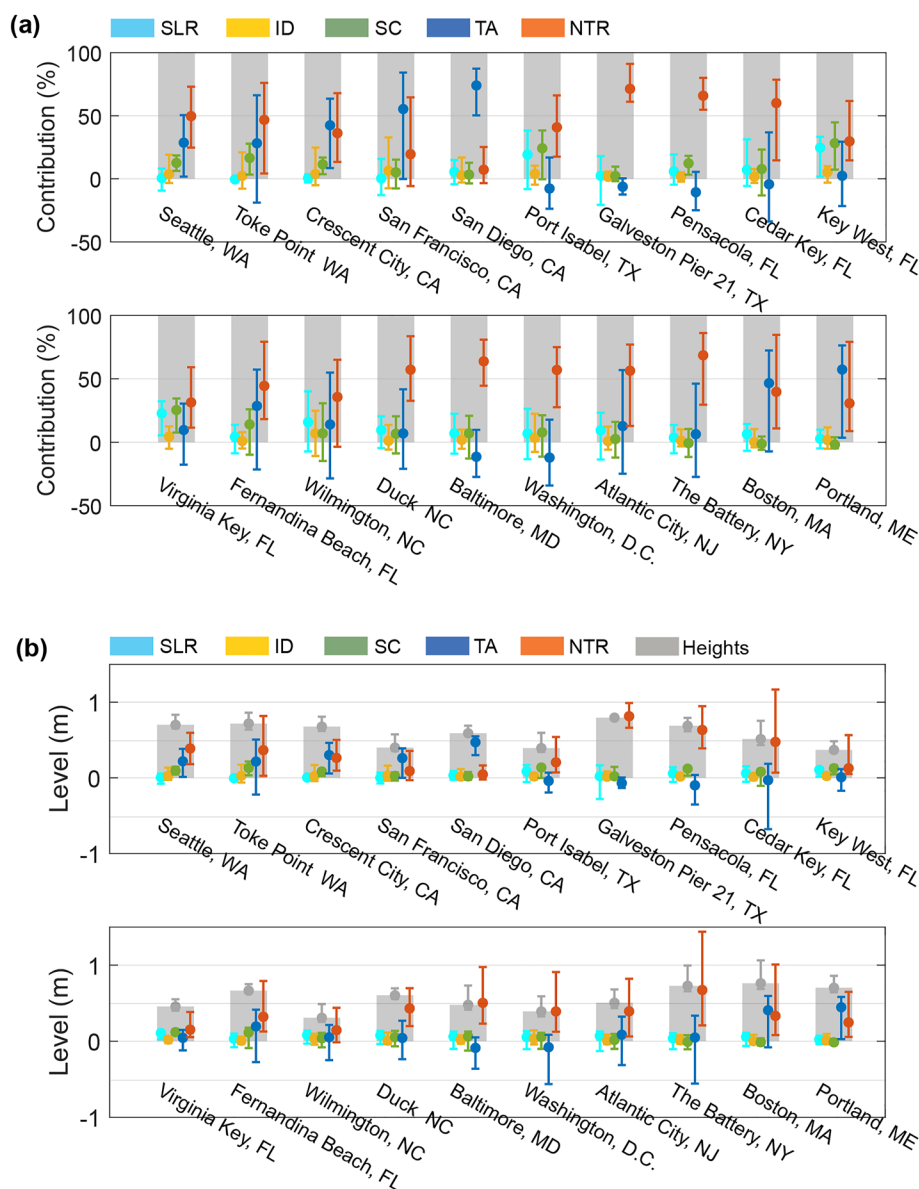 (a)
SLR ID SC TA NTR
Contribution (%)
100
50
0
-50
Seattle, WA
Toke Point WA
Crescent City, CA
San Francisco, CA
San Diego, CA
Port Isabel, TX
Galveston Pier 21, TX
Pensacola, FL
Cedar Key, FL
Key West, FL
Contribution (%)
100
50
0
-50
Virginia Key, FL
Fernandina Beach, FL
Wilmington, NC
Duck NC
Baltimore, MD
Washington, D.C.
Atlantic City, NJ
The Battery, NY
Boston, MA
Portland, ME
(b)
SLR ID SC TA NTR Heights
Level (m)
1
0
-1
Seattle, WA
Toke Point WA
Crescent City, CA
San Francisco, CA
San Diego, CA
Port Isabel, TX
Galveston Pier 21, TX
Pensacola, FL
Cedar Key, FL
Key West, FL
Level (m)
1
0
-1
Virginia Key, FL
Fernandina Beach, FL
Wilmington, NC
Duck NC
Baltimore, MD
Washington, D.C.
Atlantic City, NJ
The Battery, NY
Boston, MA
Portland, ME